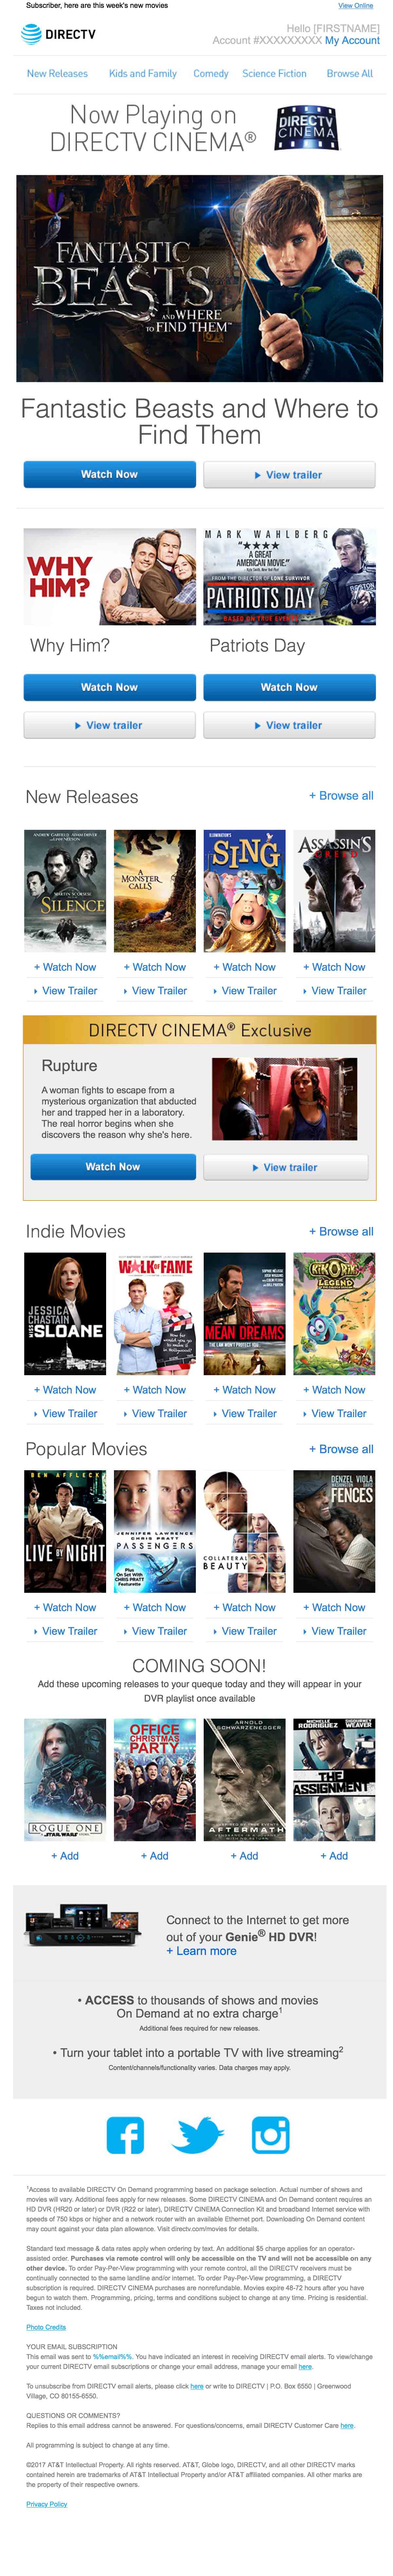 Subscriber, here are this week's new movies
View Online
DIRECTV
Hello [FIRSTNAME]
Account #XXXXXXXXX My Account
New Releases Kids and Family Comedy Science Fiction Browse All
Now Playing on
DIRECTV CINEMA®
DIRECTV
CINEMA
FANTASTIC
BEASTS
AND WHERE
TO FIND THEM™
Fantastic Beasts and Where to
Find Them
Watch Now
View trailer
WHY
HIM?
MARK WAHLBERG
"★★★★
A GREAT
AMERICAN MOVIE."
FROM THE DIRECTOR OF LONE SURVIVOR
PATRIOTS DAY
BASED ON TRUE EVENTS
BOSTON
Why Him?
Patriots Day
Watch Now
Watch Now
View trailer
View trailer
New Releases
+ Browse all
ANDREW GARFIELD ADAM DRIVER
SILENCE
A
MONSTER
CALLS
ILLUMINATION'S
SING
ASSASSIN'S
CREED
+ Watch Now
+ Watch Now
+ Watch Now
+ Watch Now
View Trailer
View Trailer
View Trailer
View Trailer
DIRECTV CINEMA® Exclusive
Rupture
A woman fights to escape from a
mysterious organization that abducted
her and trapped her in a laboratory.
The real horror begins when she
discovers the reason why she's here.
Watch Now
View trailer
Indie Movies
+ Browse all
JESSICA
CHASTAIN
MISS
SLOANE
WALK OF FAME
MEAN DREAMS
THE LAW WON'T PROTECT YOU
KIKORIKI
LEGEND
+ Watch Now
+ Watch Now
+ Watch Now
+ Watch Now
View Trailer
View Trailer
View Trailer
View Trailer
Popular Movies
+ Browse all
BEN AFFLECK
LIVE BY NIGHT
JENNIFER LAWRENCE
CHRIS PRATT
PASSENGERS
Plus
On Set With
CHRIS PRATT
Featurette
COLLATERAL
BEAUTY
DENZEL WASHINGTON
VIOLA DAVIS
FENCES
+ Watch Now
+ Watch Now
+ Watch Now
+ Watch Now
View Trailer
View Trailer
View Trailer
View Trailer
COMING SOON!
Add these upcoming releases to your queque today and they will appear in your
DVR playlist once available
ROGUE ONE
A STAR WARS STORY
OFFICE
CHRISTMAS
PARTY
ARNOLD
SCHWARZENEGGER
AFTERMATH
MICHELLE RODRIGUEZ
SIGOURNEY WEAVER
THE
ASSIGNMENT
+ Add
+ Add
+ Add
+ Add
Connect to the Internet to get more
out of your Genie® HD DVR!
+ Learn more
• ACCESS to thousands of shows and movies
On Demand at no extra charge1
Additional fees required for new releases.
• Turn your tablet into a portable TV with live streaming2
Content/channels/functionality varies. Data charges may apply.
1Access to available DIRECTV On Demand programming based on package selection. Actual number of shows and
movies will vary. Additional fees apply for new releases. Some DIRECTV CINEMA and On Demand content requires an
HD DVR (HR20 or later) or DVR (R22 or later), DIRECTV CINEMA Connection Kit and broadband Internet service with
speeds of 750 kbps or higher and a network router with an available Ethernet port. Downloading On Demand content
may count against your data plan allowance. Visit directv.com/movies for details.
Standard text message & data rates apply when ordering by text. An additional $5 charge applies for an operator-
assisted order. Purchases via remote control will only be accessible on the TV and will not be accessible on any
other device. To order Pay-Per-View programming with your remote control, all the DIRECTV receivers must be
continually connected to the same landline and/or internet. To order Pay-Per-View programming, a DIRECTV
subscription is required. DIRECTV CINEMA purchases are nonrefundable. Movies expire 48-72 hours after you have
begun to watch them. Programming, pricing, terms and conditions subject to change at any time. Pricing is residential.
Taxes not included.
Photo Credits
YOUR EMAIL SUBSCRIPTION
This email was sent to %%email%%. You have indicated an interest in receiving DIRECTV email alerts. To view/change
your current DIRECTV email subscriptions or change your email address, manage your email here.
To unsubscribe from DIRECTV email alerts, please click here or write to DIRECTV | P.O. Box 6550 | Greenwood
Village, CO 80155-6550.
QUESTIONS OR COMMENTS?
Replies to this email address cannot be answered. For questions/concerns, email DIRECTV Customer Care here.
All programming is subject to change at any time.
©2017 AT&T Intellectual Property. All rights reserved. AT&T, Globe logo, DIRECTV, and all other DIRECTV marks
contained herein are trademarks of AT&T Intellectual Property and/or AT&T affiliated companies. All other marks are
the property of their respective owners.
Privacy Policy